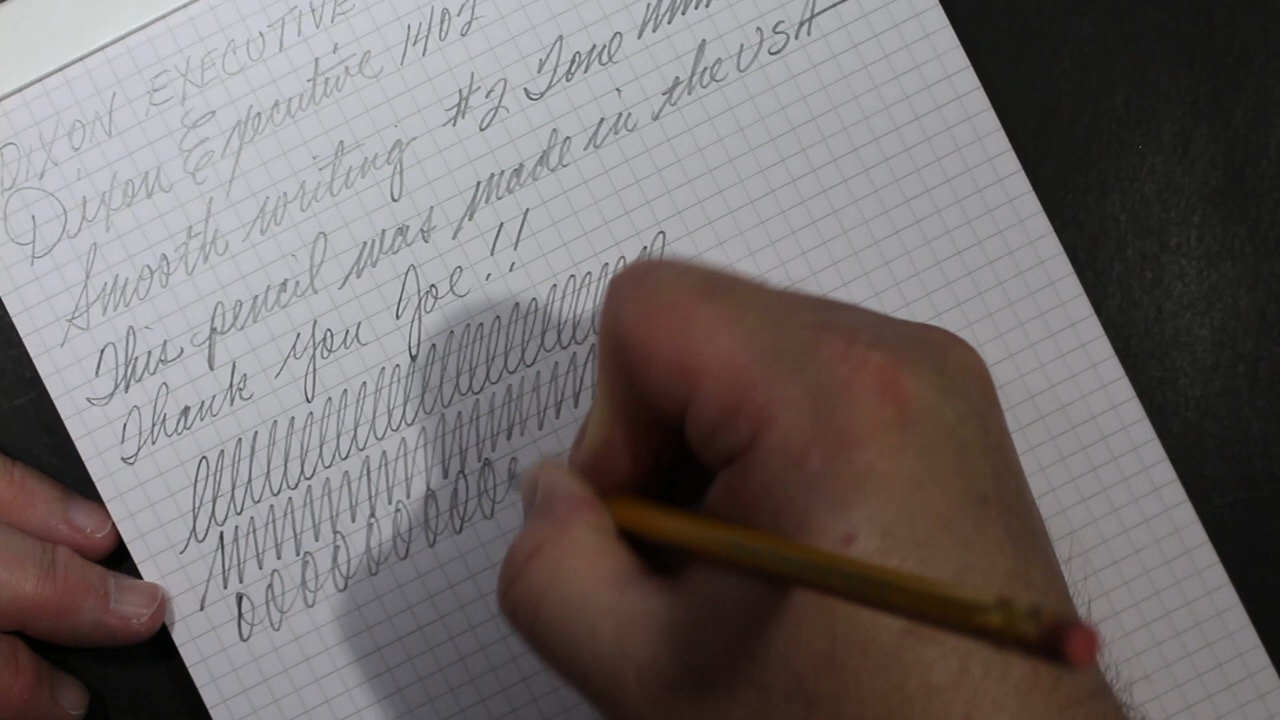 DIXON EXECUTIVE
Dixon Executive 1402
Smooth writing #2 Tone
This pencil was made in the USA
Thank you Joe!!